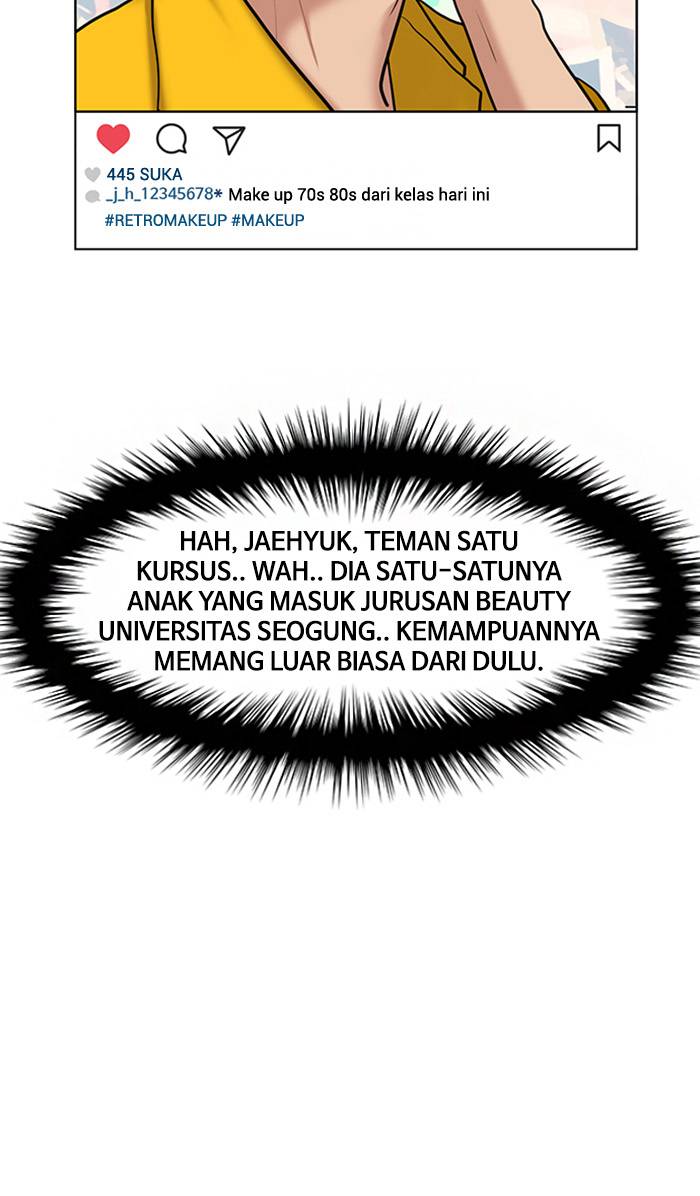 445 SUKA
_j_h_12345678* Make up 70s 80s dari kelas hari ini
#RETROMAKEUP #MAKEUP
HAH, JAEHYUK, TEMAN SATU
KURSUS.. WAH.. DIA SATU-SATUNYA
ANAK YANG MASUK JURUSAN BEAUTY
UNIVERSITAS SEOGUNG.. KEMAMPUANNYA
MEMANG LUAR BIASA DARI DULU.